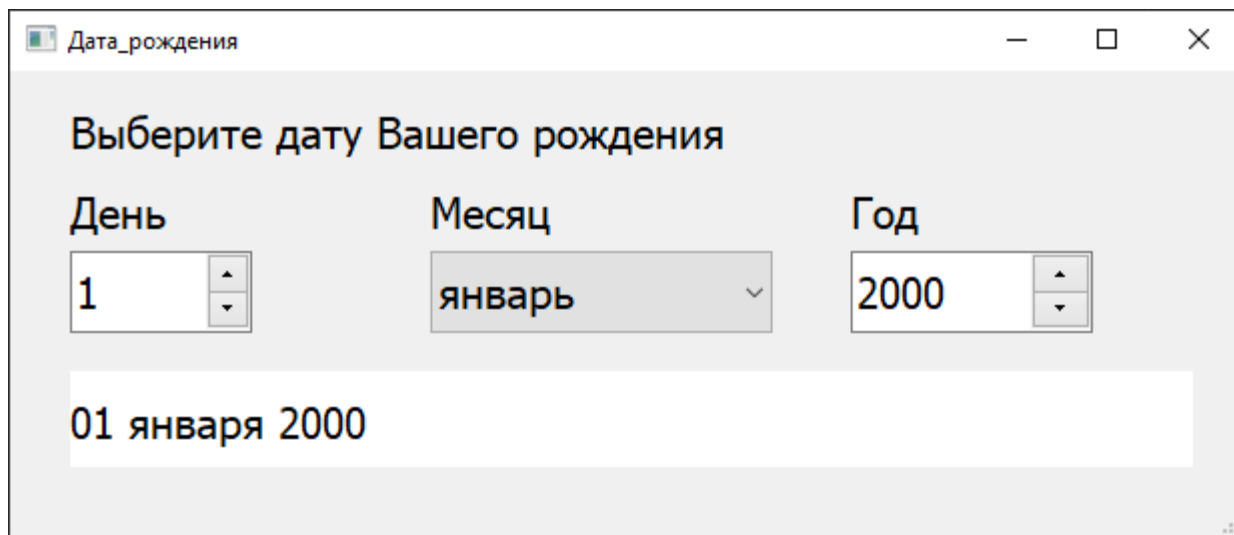 Дата_рождения
Выберите дату Вашего рождения
День Месяц Год
1 январь 2000
01 января 2000